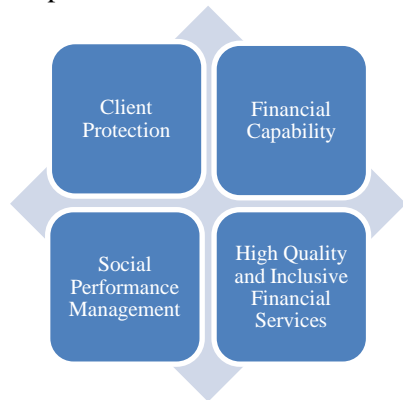 Client
Protection
Financial
Capability
Social
Performance
Management
High Quality
and Inclusive
Financial
Services